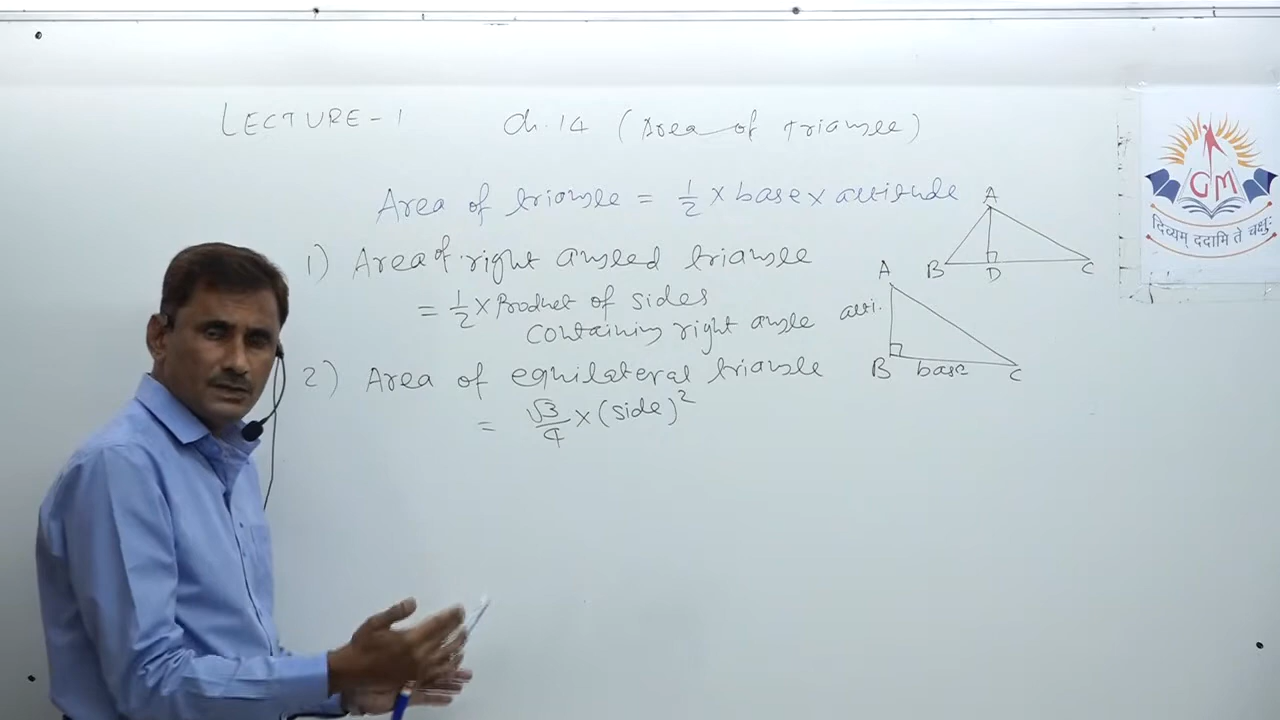 LECTURE-1 Ch.14 (Area of triangle)
Area of triangle = 1/2 × base × altitude
1) Area of right angled triangle
= 1/2 × Product of sides
containing right angle
2) Area of equilateral triangle
= √3/4 × (side)²
A
B D C
A
alti.
B base C
GM
दिव्यम् ददामि ते चक्षुः